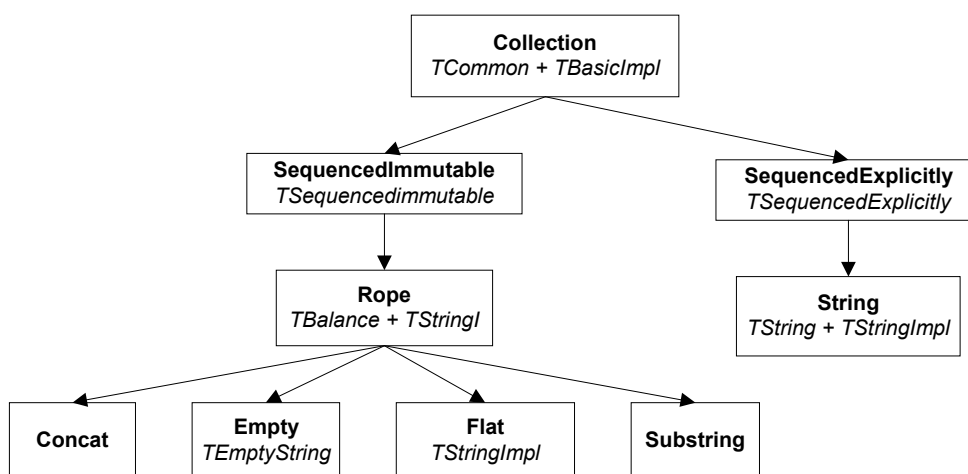 Collection
TCommon + TBasicImpl
SequencedImmutable
TSequencedimmutable
SequencedExplicitly
TSequencedExplicitly
Rope
TBalance + TStringI
String
TString + TStringImpl
Concat
Empty
TEmptyString
Flat
TStringImpl
Substring